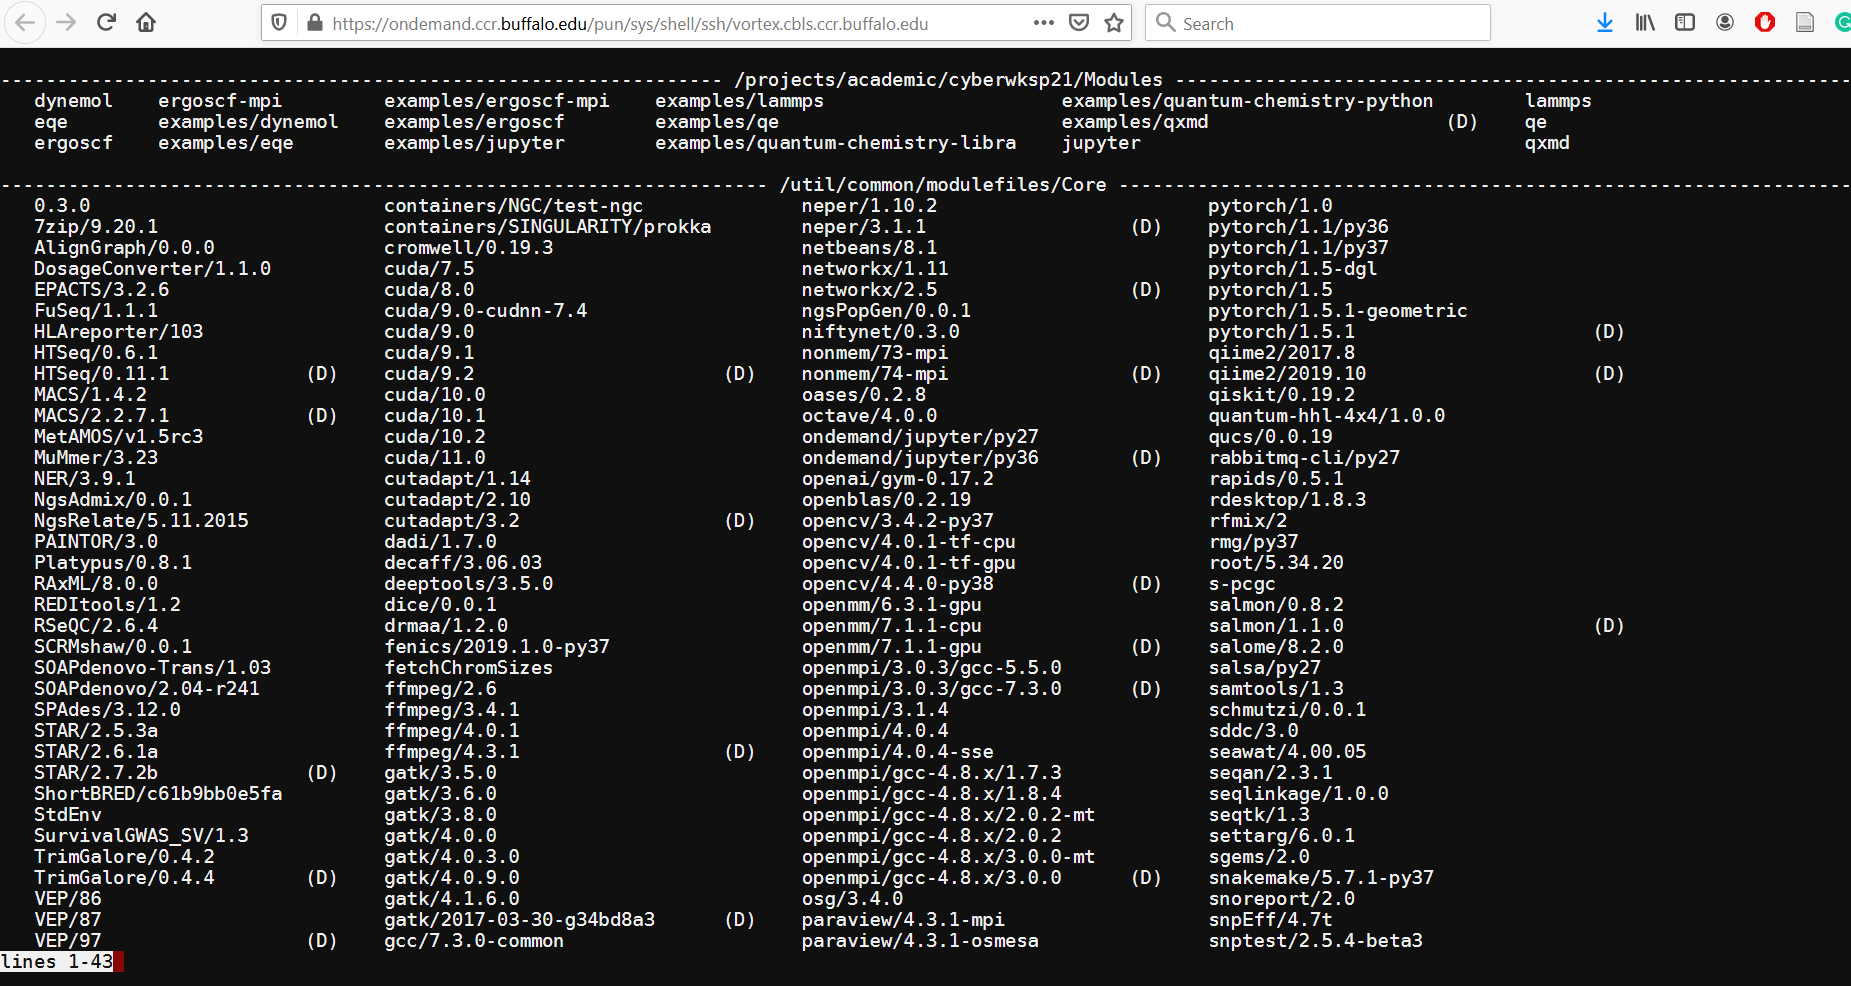 https://ondemand.ccr.buffalo.edu/pun/sys/shell/ssh/vortex.cbls.ccr.buffalo.edu Search
---------------------------------------------------------------- /projects/academic/cyberwksp21/Modules ------------------------------------------------------------
dynemol ergoscf-mpi examples/ergoscf-mpi examples/lammps examples/quantum-chemistry-python lammps
eqe examples/dynemol examples/ergoscf examples/qe examples/qxmd (D) qe
ergoscf examples/eqe examples/jupyter examples/quantum-chemistry-libra jupyter qxmd
-------------------------------------------------------------------- /util/common/modulefiles/Core -----------------------------------------------------------------
0.3.0 containers/NGC/test-ngc neper/1.10.2 pytorch/1.0
7zip/9.20.1 containers/SINGULARITY/prokka neper/3.1.1 (D) pytorch/1.1/py36
AlignGraph/0.0.0 cromwell/0.19.3 netbeans/8.1 pytorch/1.1/py37
DosageConverter/1.1.0 cuda/7.5 networkx/1.11 pytorch/1.5-dgl
EPACTS/3.2.6 cuda/8.0 networkx/2.5 (D) pytorch/1.5
FuSeq/1.1.1 cuda/9.0-cudnn-7.4 ngsPopGen/0.0.1 pytorch/1.5.1-geometric
HLAreporter/103 cuda/9.0 niftynet/0.3.0 pytorch/1.5.1 (D)
HTSeq/0.6.1 cuda/9.1 nonmem/73-mpi qiime2/2017.8
HTSeq/0.11.1 (D) cuda/9.2 (D) nonmem/74-mpi (D) qiime2/2019.10 (D)
MACS/1.4.2 cuda/10.0 oases/0.2.8 qiskit/0.19.2
MACS/2.2.7.1 (D) cuda/10.1 octave/4.0.0 quantum-hhl-4x4/1.0.0
MetAMOS/v1.5rc3 cuda/10.2 ondemand/jupyter/py27 qucs/0.0.19
MuMmer/3.23 cuda/11.0 ondemand/jupyter/py36 (D) rabbitmq-cli/py27
NER/3.9.1 cutadapt/1.14 openai/gym-0.17.2 rapids/0.5.1
NgsAdmix/0.0.1 cutadapt/2.10 openblas/0.2.19 rdesktop/1.8.3
NgsRelate/5.11.2015 cutadapt/3.2 (D) opencv/3.4.2-py37 rfmix/2
PAINTOR/3.0 dadi/1.7.0 opencv/4.0.1-tf-cpu rmg/py37
Platypus/0.8.1 decaff/3.06.03 opencv/4.0.1-tf-gpu root/5.34.20
RAxML/8.0.0 deeptools/3.5.0 opencv/4.4.0-py38 (D) s-pcgc
REDItools/1.2 dice/0.0.1 openmm/6.3.1-gpu salmon/0.8.2
RSeQC/2.6.4 drmaa/1.2.0 openmm/7.1.1-cpu salmon/1.1.0 (D)
SCRMshaw/0.0.1 fenics/2019.1.0-py37 openmm/7.1.1-gpu (D) salome/8.2.0
SOAPdenovo-Trans/1.03 fetchChromSizes openmpi/3.0.3/gcc-5.5.0 salsa/py27
SOAPdenovo/2.04-r241 ffmpeg/2.6 openmpi/3.0.3/gcc-7.3.0 (D) samtools/1.3
SPAdes/3.12.0 ffmpeg/3.4.1 openmpi/3.1.4 schmutzi/0.0.1
STAR/2.5.3a ffmpeg/4.0.1 openmpi/4.0.4 sddc/3.0
STAR/2.6.1a ffmpeg/4.3.1 (D) openmpi/4.0.4-sse seawat/4.00.05
STAR/2.7.2b (D) gatk/3.5.0 openmpi/gcc-4.8.x/1.7.3 seqan/2.3.1
ShortBRED/c61b9bb0e5fa gatk/3.6.0 openmpi/gcc-4.8.x/1.8.4 seqlinkage/1.0.0
StdEnv gatk/3.8.0 openmpi/gcc-4.8.x/2.0.2-mt seqtk/1.3
SurvivalGWAS_SV/1.3 gatk/4.0.0 openmpi/gcc-4.8.x/2.0.2 settarg/6.0.1
TrimGalore/0.4.2 gatk/4.0.3.0 openmpi/gcc-4.8.x/3.0.0-mt sgems/2.0
TrimGalore/0.4.4 (D) gatk/4.0.9.0 openmpi/gcc-4.8.x/3.0.0 (D) snakemake/5.7.1-py37
VEP/86 gatk/4.1.6.0 osg/3.4.0 snoreport/2.0
VEP/87 gatk/2017-03-30-g34bd8a3 (D) paraview/4.3.1-mpi snpEff/4.7t
VEP/97 (D) gcc/7.3.0-common paraview/4.3.1-osmesa snptest/2.5.4-beta3
lines 1-43